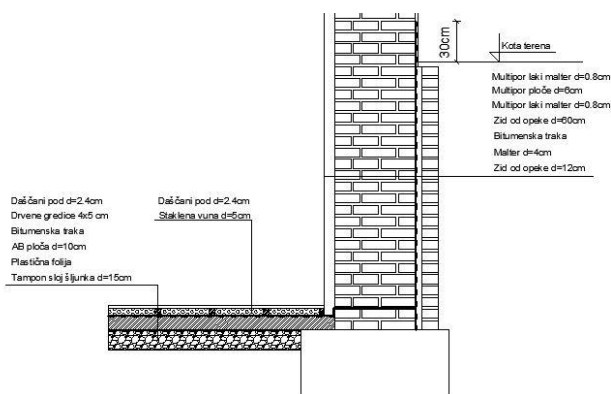 30cm
Kota terena
Multipor laki malter d=0.8cm
Multipor ploče d=6cm
Multipor laki malter d=0.8cm
Zid od opeke d=60cm
Bitumenska traka
Malter d=4cm
Zid od opeke d=12cm
Daščani pod d=2.4cm
Drvene gredice 4x5 cm
Bitumenska traka
AB ploča d=10cm
Plastična folija
Tampon sloj šljunka d=15cm
Daščani pod d=2.4cm
Staklena vuna d=5cm